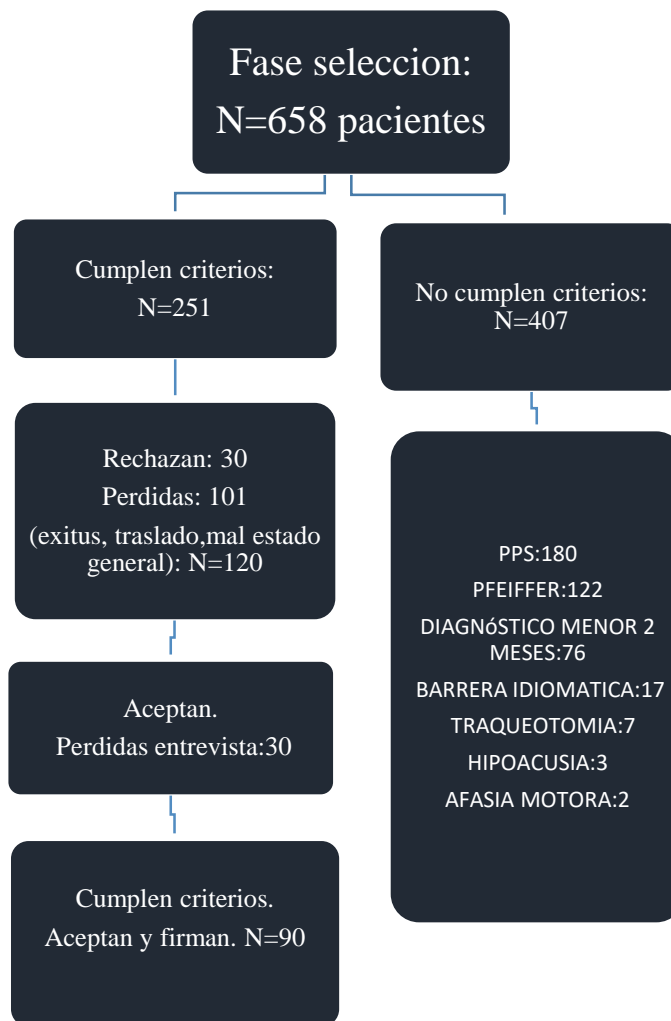 Fase seleccion:
N=658 pacientes
Cumplen criterios:
N=251
No cumplen criterios:
N=407
Rechazan: 30
Perdidas: 101
(exitus, traslado,mal estado
general): N=120
PPS:180
PFEIFFER:122
DIAGNóSTICO MENOR 2
MESES:76
BARRERA IDIOMATICA:17
TRAQUEOTOMIA:7
HIPOACUSIA:3
AFASIA MOTORA:2
Aceptan.
Perdidas entrevista:30
Cumplen criterios.
Aceptan y firman. N=90